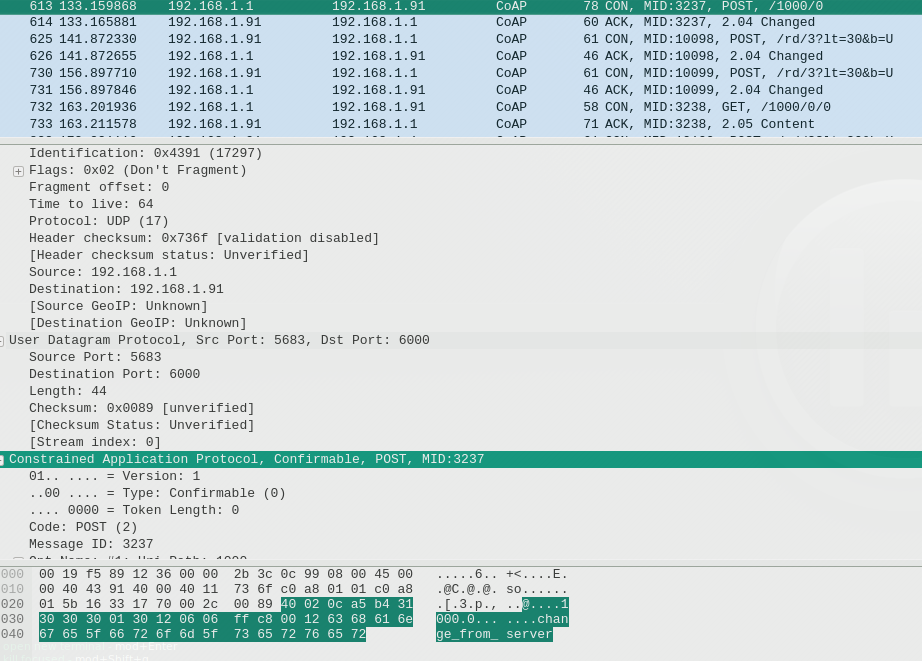 613 133.159868 192.168.1.1 192.168.1.91 CoAP 78 CON, MID:3237, POST, /1000/0
614 133.165881 192.168.1.91 192.168.1.1 CoAP 60 ACK, MID:3237, 2.04 Changed
625 141.872330 192.168.1.91 192.168.1.1 CoAP 61 CON, MID:10098, POST, /rd/3?lt=30&b=U
626 141.872655 192.168.1.1 192.168.1.91 CoAP 46 ACK, MID:10098, 2.04 Changed
730 156.897710 192.168.1.91 192.168.1.1 CoAP 61 CON, MID:10099, POST, /rd/3?lt=30&b=U
731 156.897846 192.168.1.1 192.168.1.91 CoAP 46 ACK, MID:10099, 2.04 Changed
732 163.201936 192.168.1.1 192.168.1.91 CoAP 58 CON, MID:3238, GET, /1000/0/0
733 163.211578 192.168.1.91 192.168.1.1 CoAP 71 ACK, MID:3238, 2.05 Content
Identification: 0x4391 (17297)
Flags: 0x02 (Don't Fragment)
Fragment offset: 0
Time to live: 64
Protocol: UDP (17)
Header checksum: 0x736f [validation disabled]
[Header checksum status: Unverified]
Source: 192.168.1.1
Destination: 192.168.1.91
[Source GeoIP: Unknown]
[Destination GeoIP: Unknown]
User Datagram Protocol, Src Port: 5683, Dst Port: 6000
Source Port: 5683
Destination Port: 6000
Length: 44
Checksum: 0x0089 [unverified]
[Checksum Status: Unverified]
[Stream index: 0]
Constrained Application Protocol, Confirmable, POST, MID:3237
01.. .... = Version: 1
..00 .... = Type: Confirmable (0)
.... 0000 = Token Length: 0
Code: POST (2)
Message ID: 3237
000 00 19 f5 89 12 36 00 00 2b 3c 0c 99 08 00 45 00 .....6.. +<....E.
010 00 40 43 91 40 00 40 11 73 6f c0 a8 01 01 c0 a8 .@C.@.@. so......
020 01 5b 16 33 17 70 00 2c 00 89 40 02 0c a5 b4 31 .[.3.p., ..@....1
030 30 30 30 01 30 12 06 06 ff c8 00 12 63 68 61 6e 000.0... ....chan
040 67 65 5f 66 72 6f 6d 5f 73 65 72 76 65 72 ge_from_ server